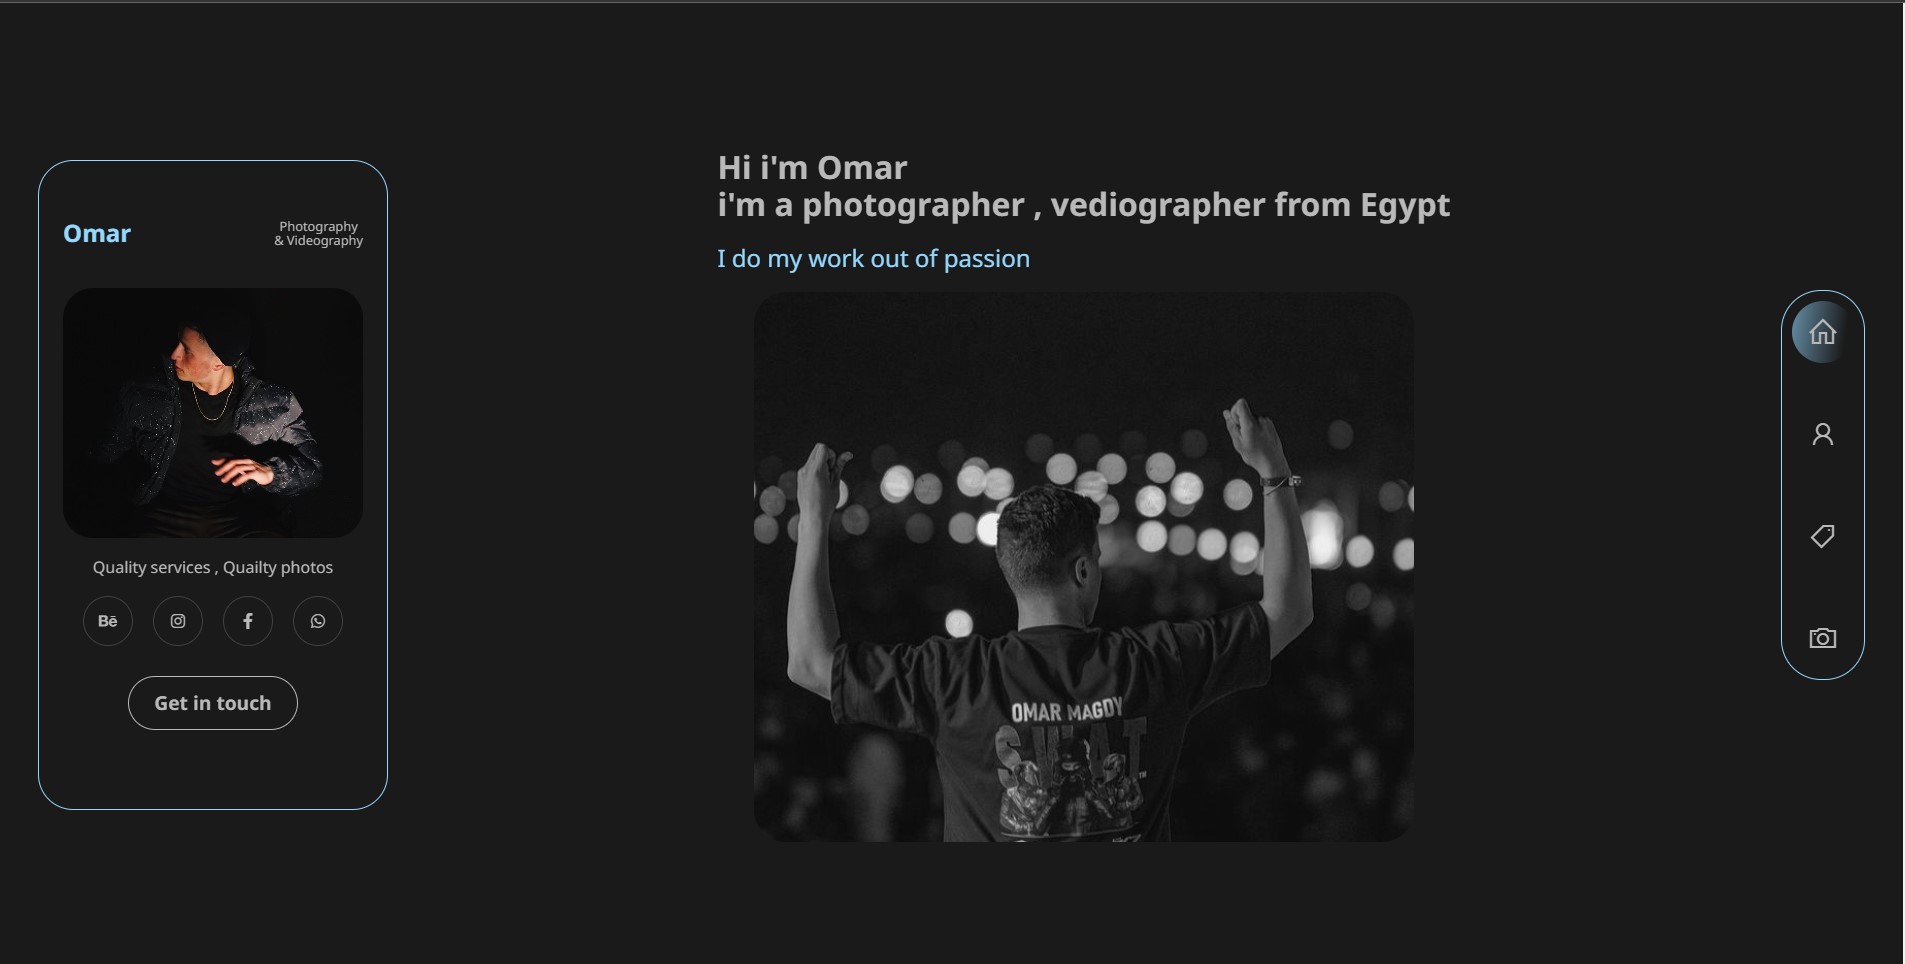 Omar
Photography
& Videography
Quality services , Quailty photos
Bē
Get in touch
Hi i'm Omar
i'm a photographer , vediographer from Egypt
I do my work out of passion
OMAR MAGDY
S.W.A.T
TM